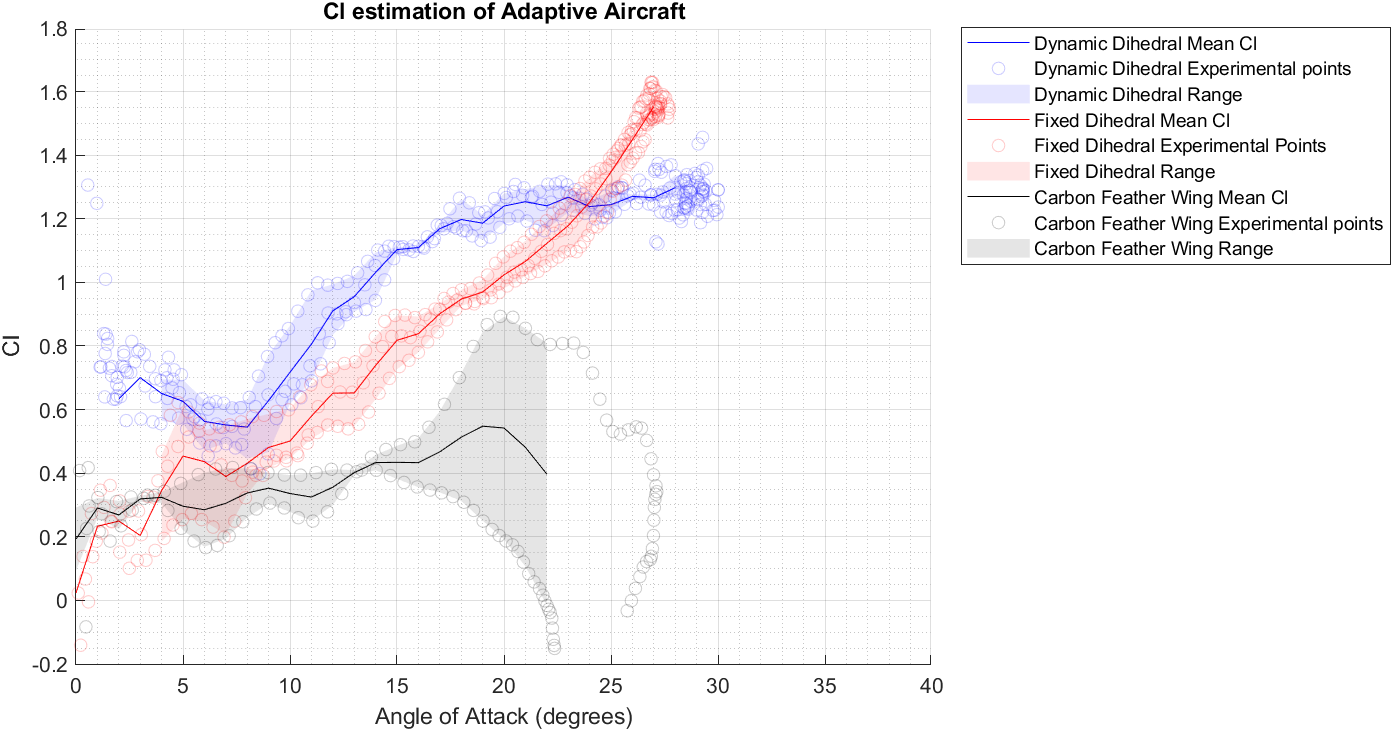 Cl estimation of Adaptive Aircraft
1.8
1.6
1.4
1.2
1
0.8
0.6
0.4
0.2
0
-0.2
Cl
0 5 10 15 20 25 30 35 40
Angle of Attack (degrees)
Dynamic Dihedral Mean Cl
Dynamic Dihedral Experimental points
Dynamic Dihedral Range
Fixed Dihedral Mean Cl
Fixed Dihedral Experimental Points
Fixed Dihedral Range
Carbon Feather Wing Mean Cl
Carbon Feather Wing Experimental points
Carbon Feather Wing Range